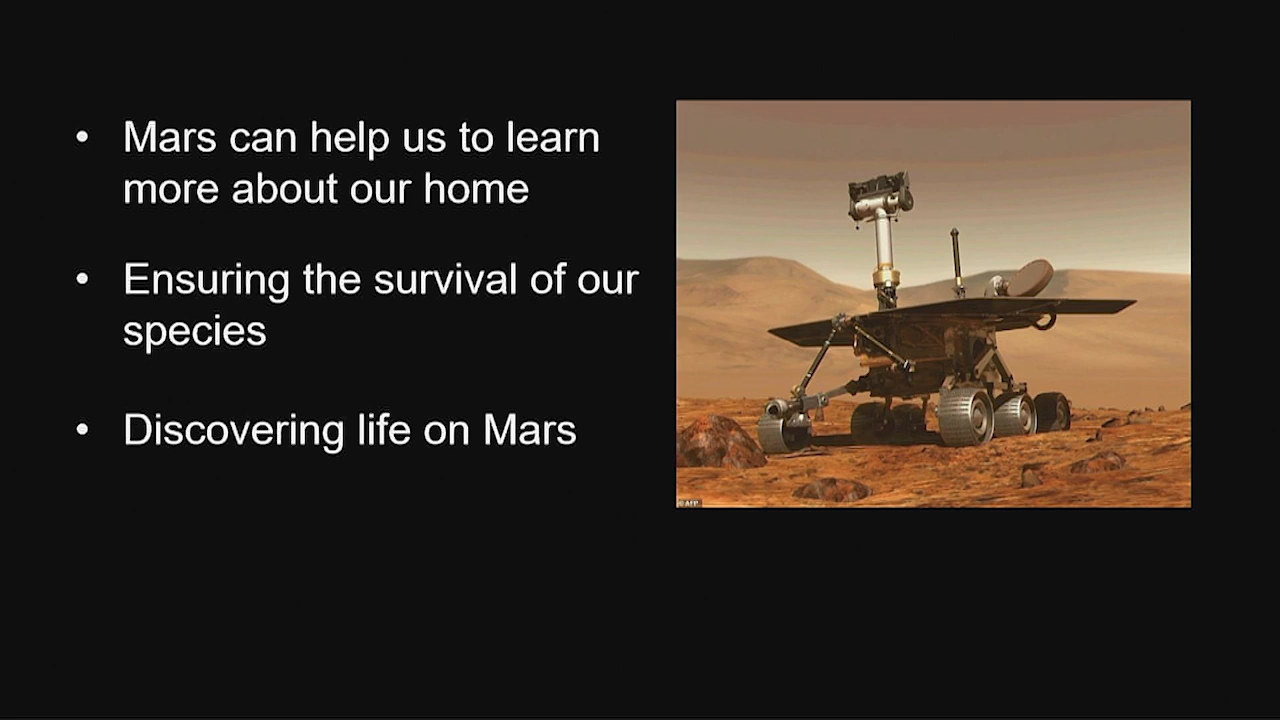 • Mars can help us to learn
more about our home
• Ensuring the survival of our
species
• Discovering life on Mars
© AFP